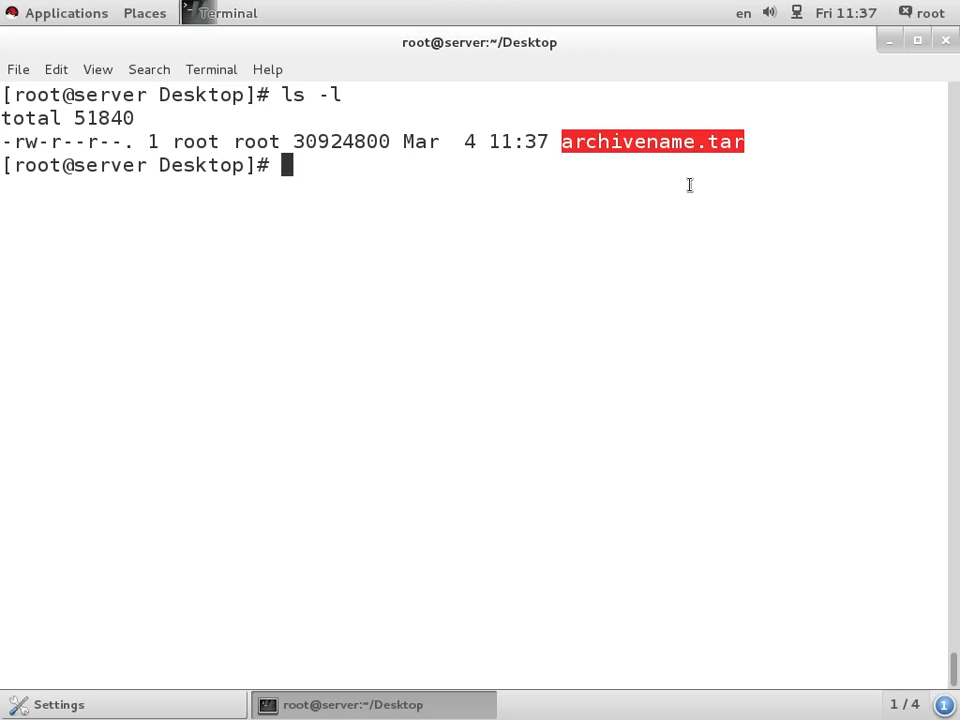 Applications Places Terminal en Fri 11:37 root
root@server:~/Desktop
File Edit View Search Terminal Help
[root@server Desktop]# ls -l
total 51840
-rw-r--r--. 1 root root 30924800 Mar  4 11:37 archivename.tar
[root@server Desktop]#
Settings root@server:~/Desktop 1 / 4 1